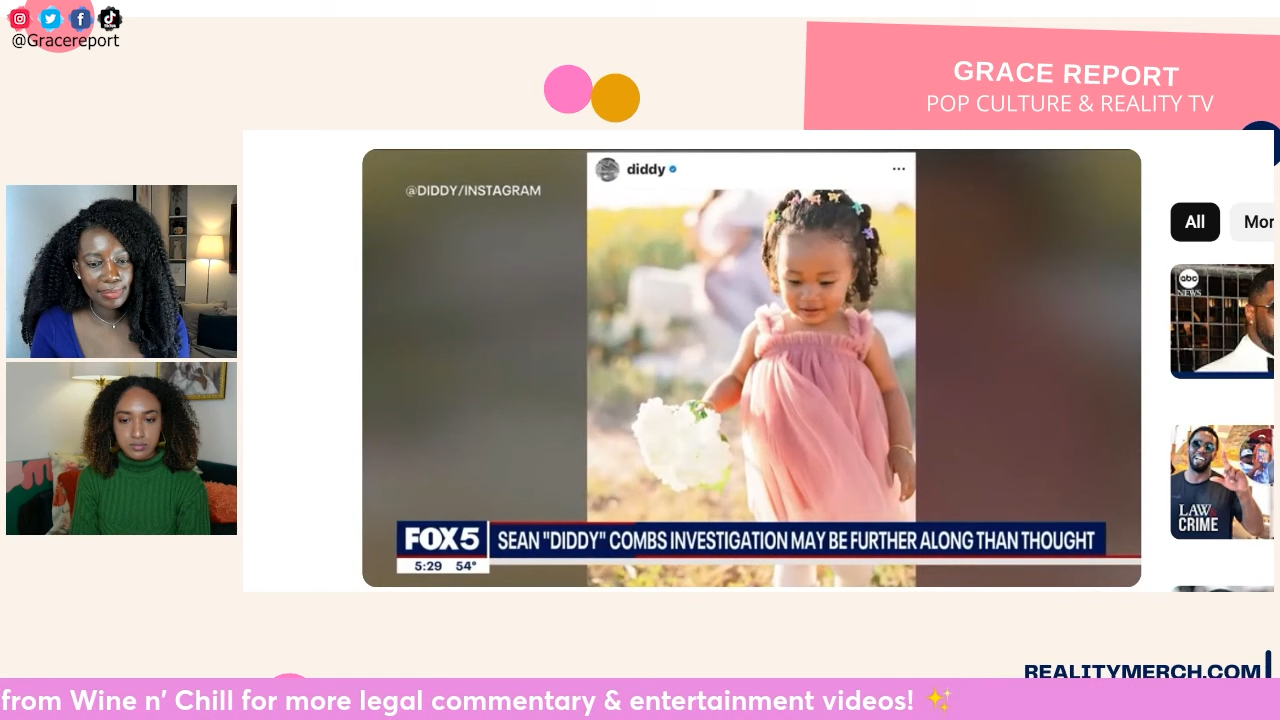 @Gracereport
GRACE REPORT
POP CULTURE & REALITY TV
@DIDDY/INSTAGRAM
diddy
All
Mor
abc
NEWS
LAW&
CRIME
FOX 5
SEAN "DIDDY" COMBS INVESTIGATION MAY BE FURTHER ALONG THAN THOUGHT
5:29 54°
REALITYMERCH.COM
from Wine n' Chill for more legal commentary & entertainment videos! ✨